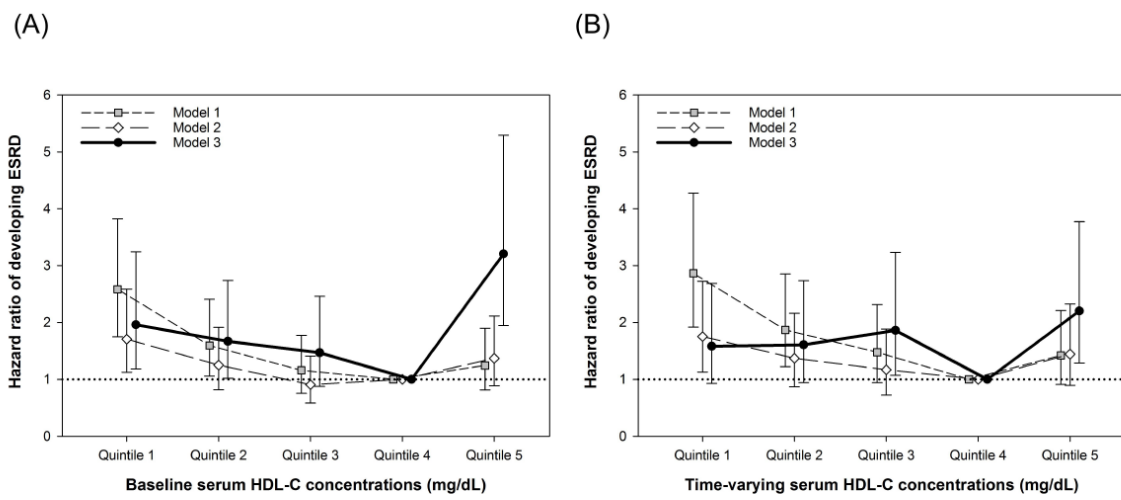 (A)
6
5
4
3
2
1
0
Hazard ratio of developing ESRD
Model 1
Model 2
Model 3
Quintile 1 Quintile 2 Quintile 3 Quintile 4 Quintile 5
Baseline serum HDL-C concentrations (mg/dL)
(B)
6
5
4
3
2
1
0
Hazard ratio of developing ESRD
Model 1
Model 2
Model 3
Quintile 1 Quintile 2 Quintile 3 Quintile 4 Quintile 5
Time-varying serum HDL-C concentrations (mg/dL)